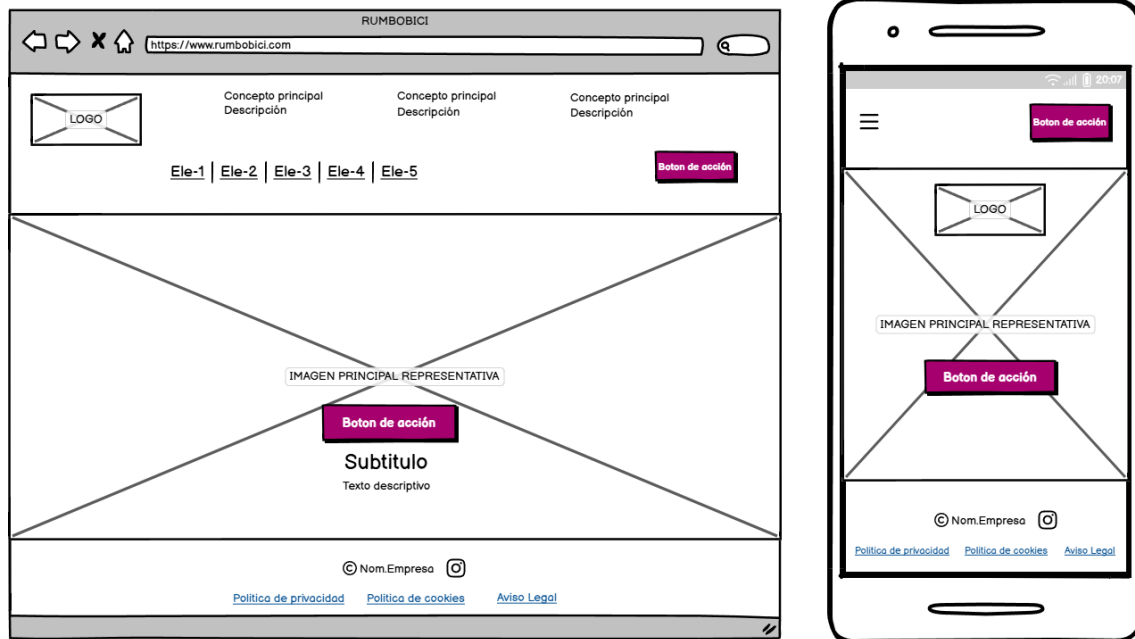 RUMBOBICI
https://www.rumbobici.com
LOGO
Concepto principal
Descripción
Concepto principal
Descripción
Concepto principal
Descripción
Ele-1 | Ele-2 | Ele-3 | Ele-4 | Ele-5
Boton de acción
IMAGEN PRINCIPAL REPRESENTATIVA
Boton de acción
Subtitulo
Texto descriptivo
© Nom.Empresa
Politica de privacidad Politica de cookies Aviso Legal
20:07
Boton de acción
LOGO
IMAGEN PRINCIPAL REPRESENTATIVA
Boton de acción
© Nom.Empresa
Politica de privacidad Politica de cookies Aviso Legal